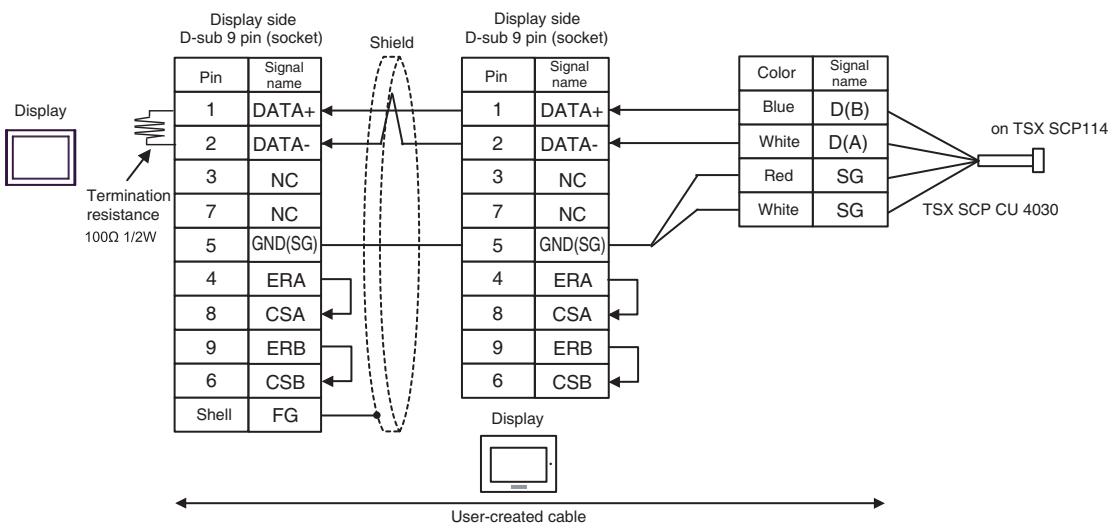 Display side
D-sub 9 pin (socket)
Shield
Display side
D-sub 9 pin (socket)
Display
Termination
resistance
100Ω 1/2W
Pin Signal name
1 DATA+
2 DATA-
3 NC
7 NC
5 GND(SG)
4 ERA
8 CSA
9 ERB
6 CSB
Shell FG
Pin Signal name
1 DATA+
2 DATA-
3 NC
7 NC
5 GND(SG)
4 ERA
8 CSA
9 ERB
6 CSB
Color Signal name
Blue D(B)
White D(A)
Red SG
White SG
on TSX SCP114
TSX SCP CU 4030
Display
User-created cable